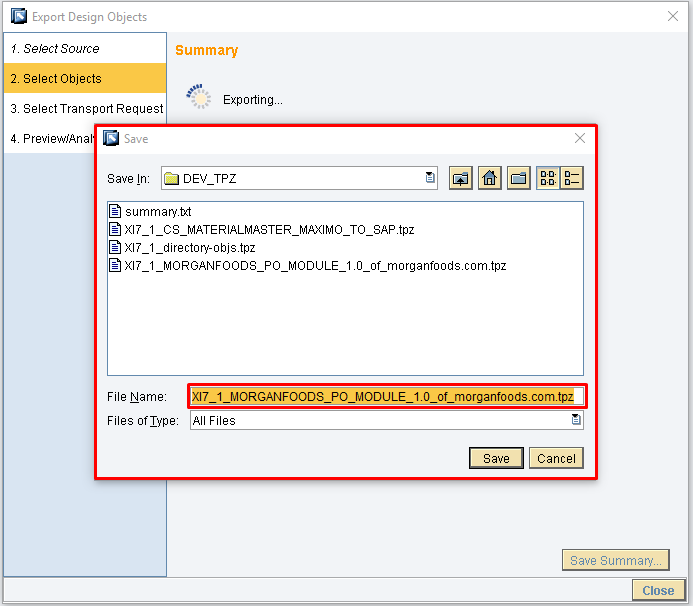 Export Design Objects
1. Select Source
Summary
2. Select Objects
Exporting...
3. Select Transport Request
4. Preview/Analy
Save
Save In:
DEV_TPZ
summary.txt
XI7_1_CS_MATERIALMASTER_MAXIMO_TO_SAP.tpz
XI7_1_directory-objs.tpz
XI7_1_MORGANFOODS_PO_MODULE_1.0_of_morganfoods.com.tpz
File Name:
XI7_1_MORGANFOODS_PO_MODULE_1.0_of_morganfoods.com.tpz
Files of Type:
All Files
Save
Cancel
Save Summary...
Close